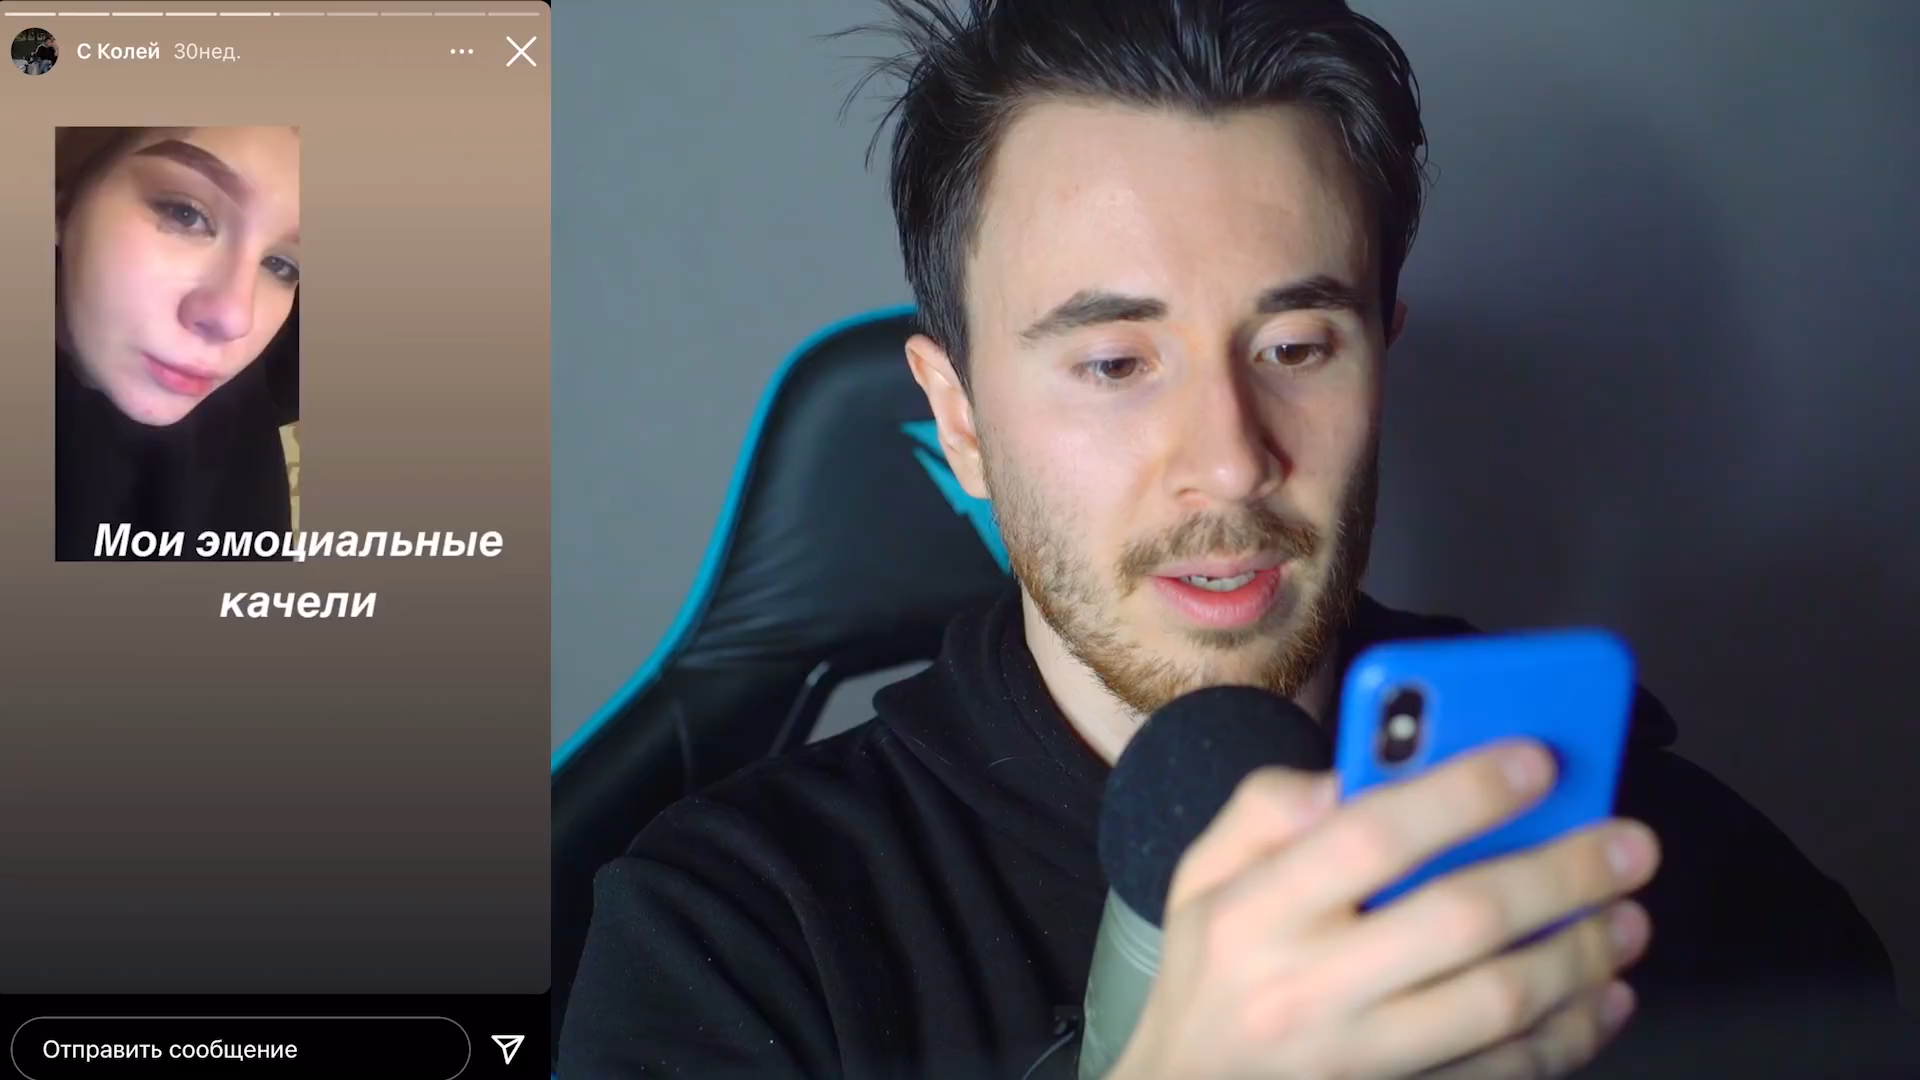 С Колей 30нед.
Мои эмоциальные
качели
Отправить сообщение